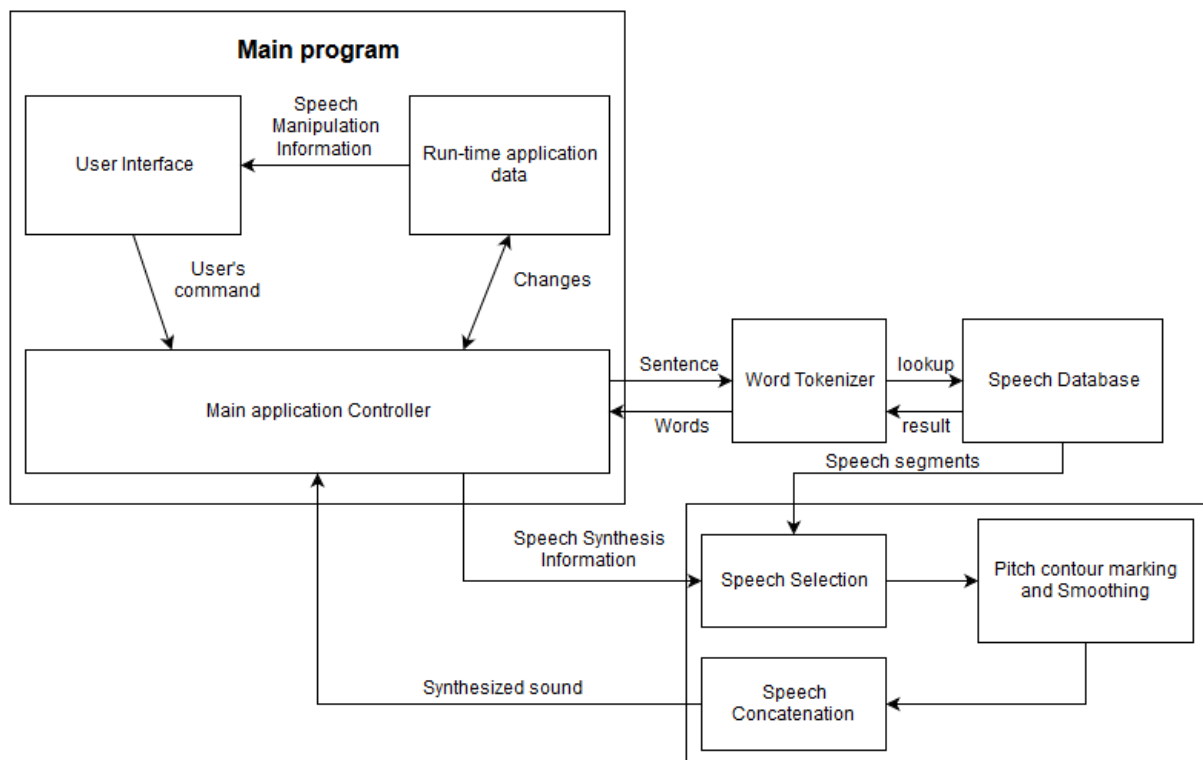 Main program
Speech
Manipulation
Information
User Interface
Run-time application
data
User's
command
Changes
Sentence
lookup
Word Tokenizer
Speech Database
Main application Controller
Words
result
Speech segments
Speech Synthesis
Information
Speech Selection
Pitch contour marking
and Smoothing
Synthesized sound
Speech
Concatenation